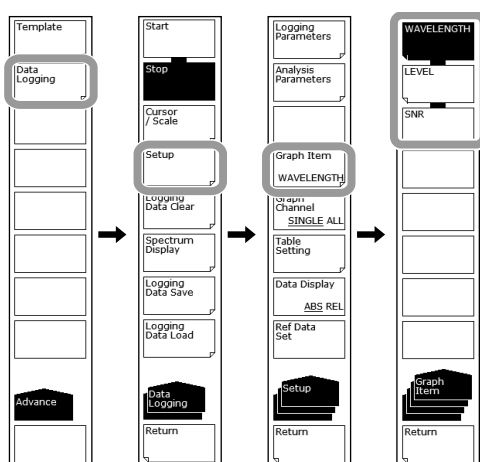 Template
Data
Logging
Advance
Start
Stop
Cursor
/ Scale
Setup
Logging
Data Clear
Spectrum
Display
Logging
Data Save
Logging
Data Load
Data
Logging
Return
Logging
Parameters
Analysis
Parameters
Graph Item
WAVELENGTH
Graph
Channel
SINGLE ALL
Table
Setting
Data Display
ABS REL
Ref Data
Set
Setup
Return
WAVELENGTH
LEVEL
SNR
Graph
Item
Return